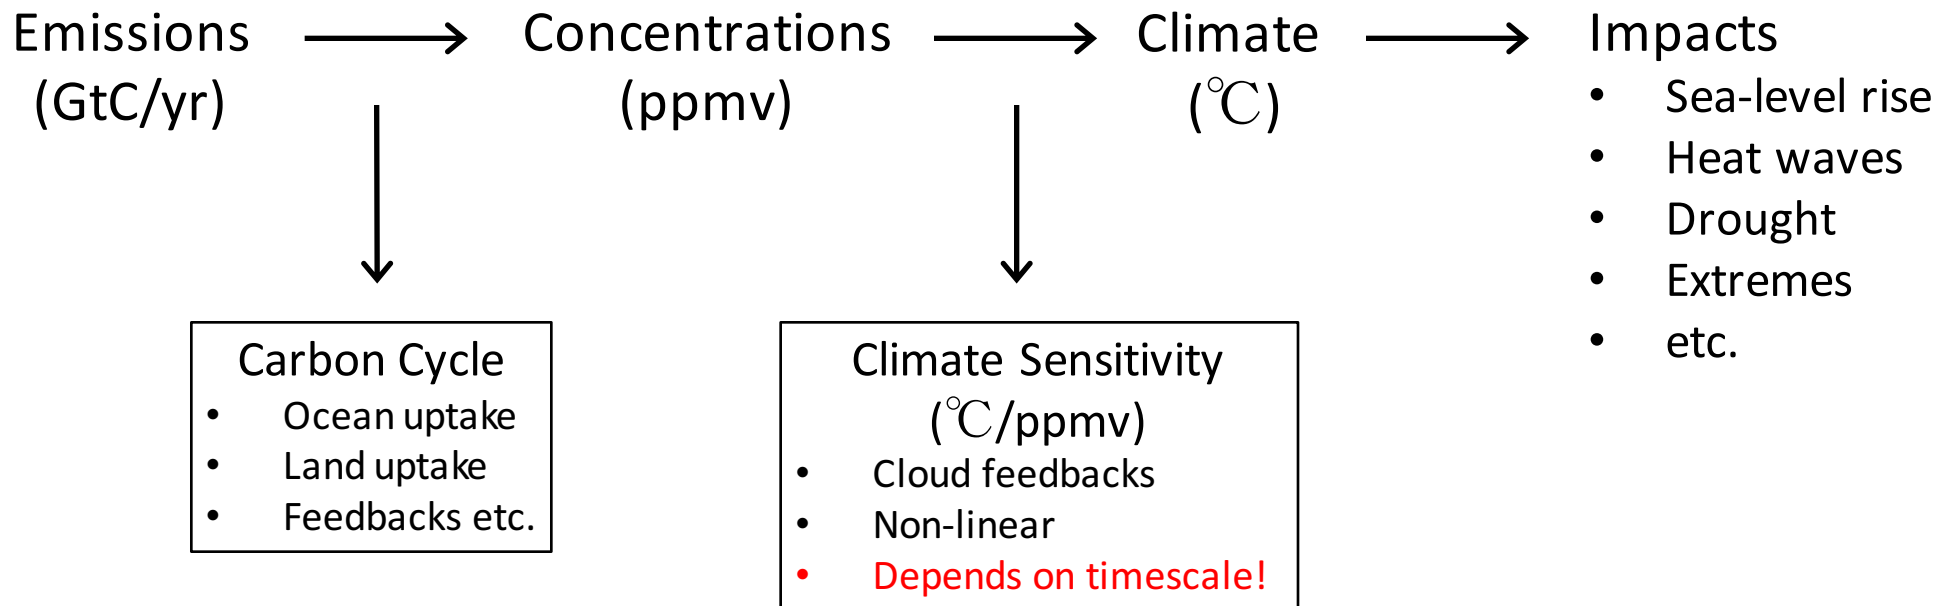 Emissions
(GtC/yr)
Concentrations
(ppmv)
Climate
(℃)
Impacts
• Sea-level rise
• Heat waves
• Drought
• Extremes
• etc.
Carbon Cycle
• Ocean uptake
• Land uptake
• Feedbacks etc.
Climate Sensitivity
(℃/ppmv)
• Cloud feedbacks
• Non-linear
• Depends on timescale!